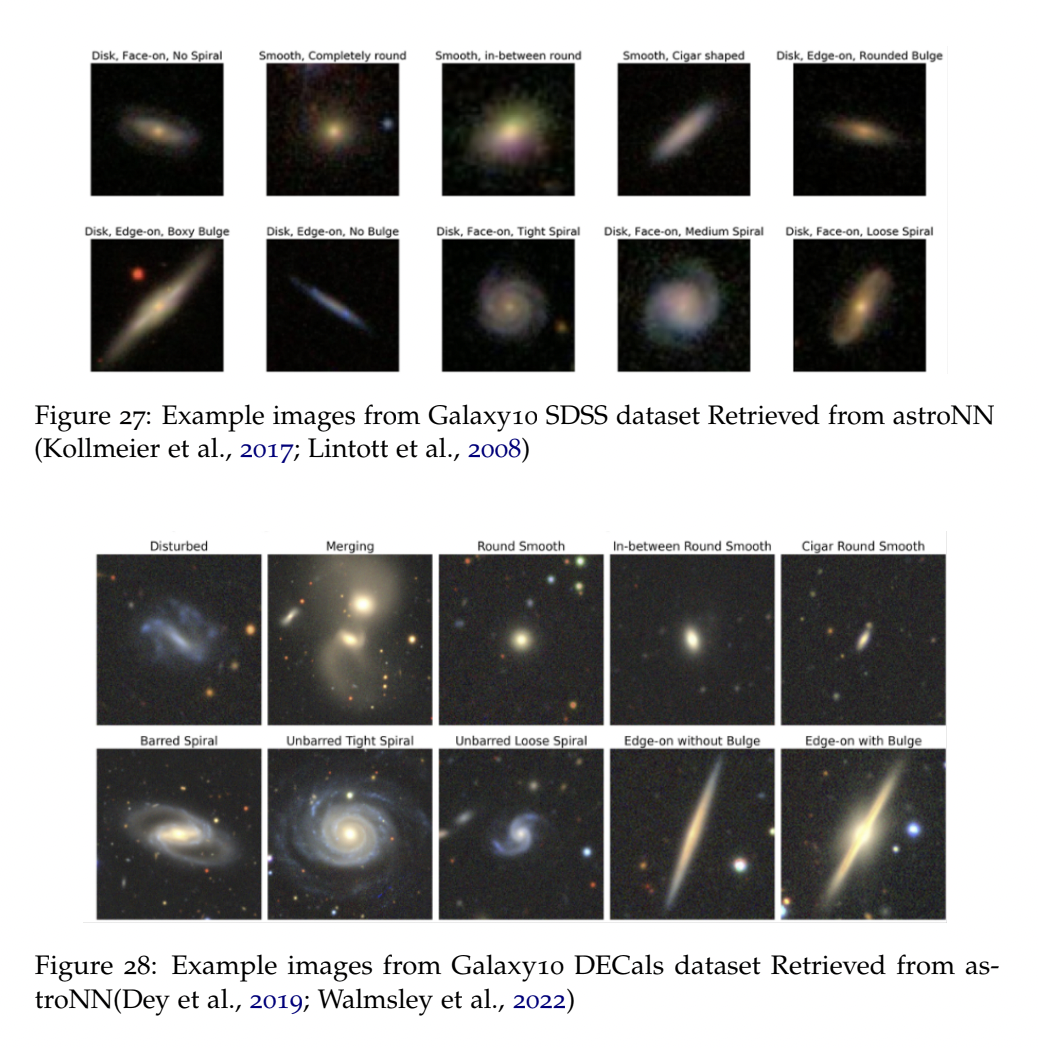 Disk, Face-on, No Spiral
Smooth, Completely round
Smooth, in-between round
Smooth, Cigar shaped
Disk, Edge-on, Rounded Bulge
Disk, Edge-on, Boxy Bulge
Disk, Edge-on, No Bulge
Disk, Face-on, Tight Spiral
Disk, Face-on, Medium Spiral
Disk, Face-on, Loose Spiral
Figure 27: Example images from Galaxy10 SDSS dataset Retrieved from astroNN
(Kollmeier et al., 2017; Lintott et al., 2008)
Disturbed
Merging
Round Smooth
In-between Round Smooth
Cigar Round Smooth
Barred Spiral
Unbarred Tight Spiral
Unbarred Loose Spiral
Edge-on without Bulge
Edge-on with Bulge
Figure 28: Example images from Galaxy10 DECals dataset Retrieved from as-
troNN(Dey et al., 2019; Walmsley et al., 2022)